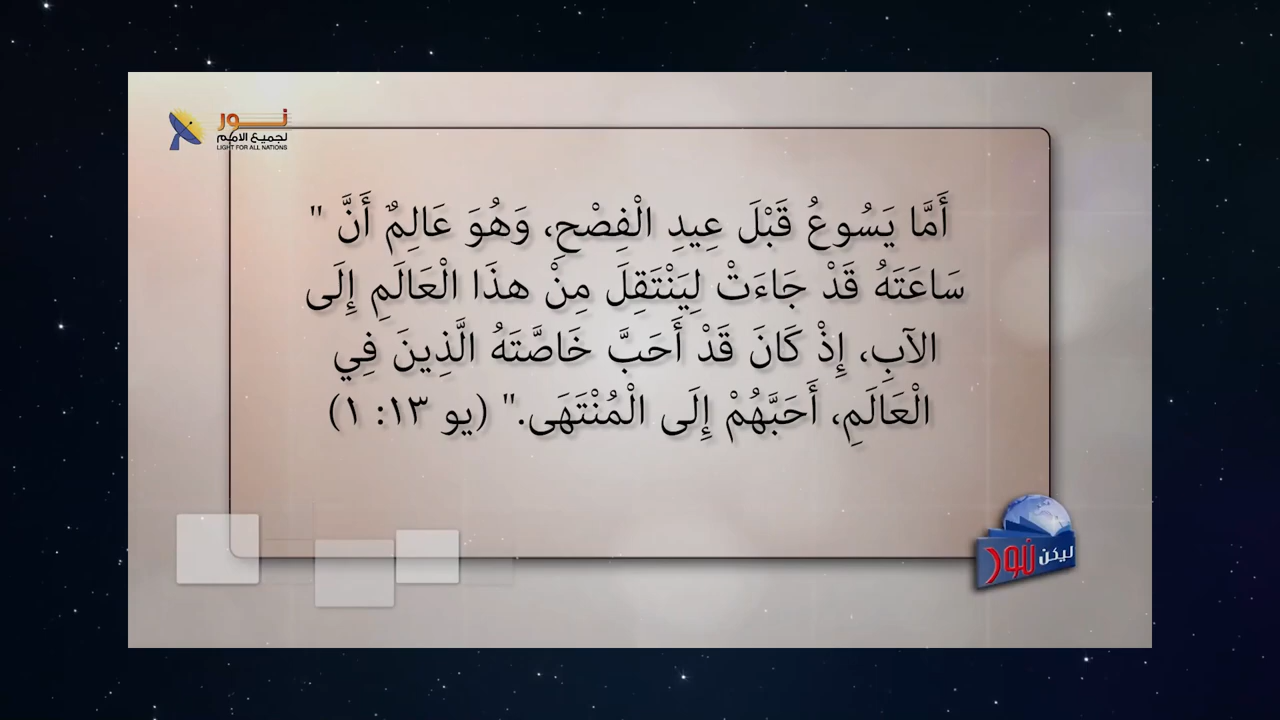 نـور
لجميع الامم
LIGHT FOR ALL NATIONS
أَمَّا يَسُوعُ قَبْلَ عِيدِ الْفِصْحِ، وَهُوَ عَالِمٌ أَنَّ "
سَاعَتَهُ قَدْ جَاءَتْ لِيَنْتَقِلَ مِنْ هذَا الْعَالَمِ إِلَى
الآبِ، إِذْ كَانَ قَدْ أَحَبَّ خَاصَّتَهُ الَّذِينَ فِي
الْعَالَمِ، أَحَبَّهُمْ إِلَى الْمُنْتَهَى." (يو ١٣: ١)
ليكن نور